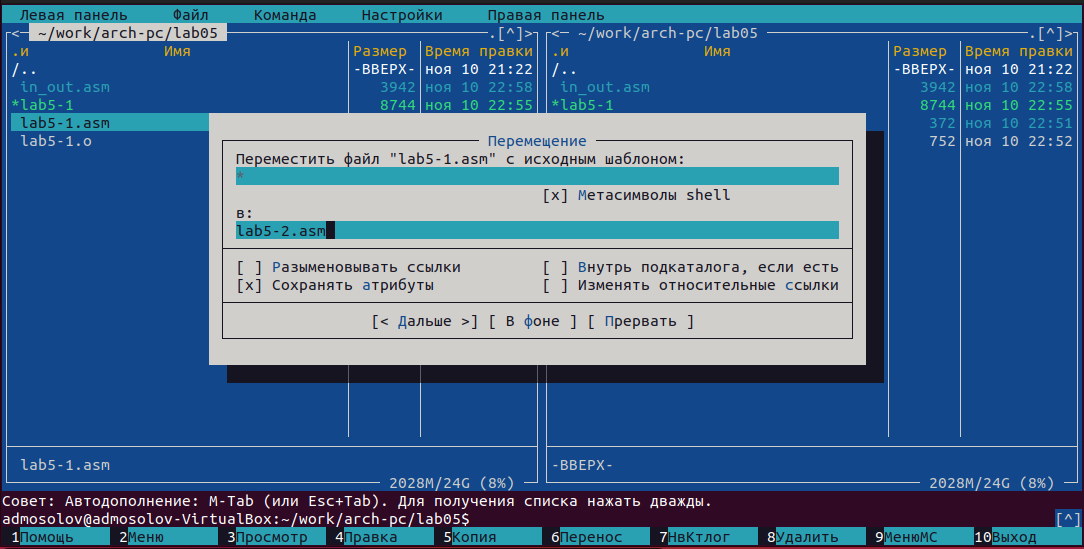 Левая панель Файл Команда Настройки Правая панель
<- ~/work/arch-pc/lab05 .[^]> <- ~/work/arch-pc/lab05 .[^]>
.и Имя Размер Время правки .и Имя Размер Время правки
/.. -ВВЕРХ- ноя 10 21:22 /.. -ВВЕРХ- ноя 10 21:22
in_out.asm 3942 ноя 10 22:58 in_out.asm 3942 ноя 10 22:58
*lab5-1 8744 ноя 10 22:55 *lab5-1 8744 ноя 10 22:55
lab5-1.asm 372 ноя 10 22:51
lab5-1.o 752 ноя 10 22:52
Перемещение
Переместить файл "lab5-1.asm" с исходным шаблоном:
*
[x] Метасимволы shell
в:
lab5-2.asm
[ ] Разыменовывать ссылки [ ] Внутрь подкаталога, если есть
[x] Сохранять атрибуты [ ] Изменять относительные ссылки
[< Дальше >] [ В фоне ] [ Прервать ]
lab5-1.asm -ВВЕРХ-
2028M/24G (8%) 2028M/24G (8%)
Совет: Автодополнение: M-Tab (или Esc+Tab). Для получения списка нажать дважды.
admosolov@admosolov-VirtualBox:~/work/arch-pc/lab05$ [^]
1Помощь 2Меню 3Просмотр 4Правка 5Копия 6Перенос 7НвКтлог 8Удалить 9МенюMC 10Выход